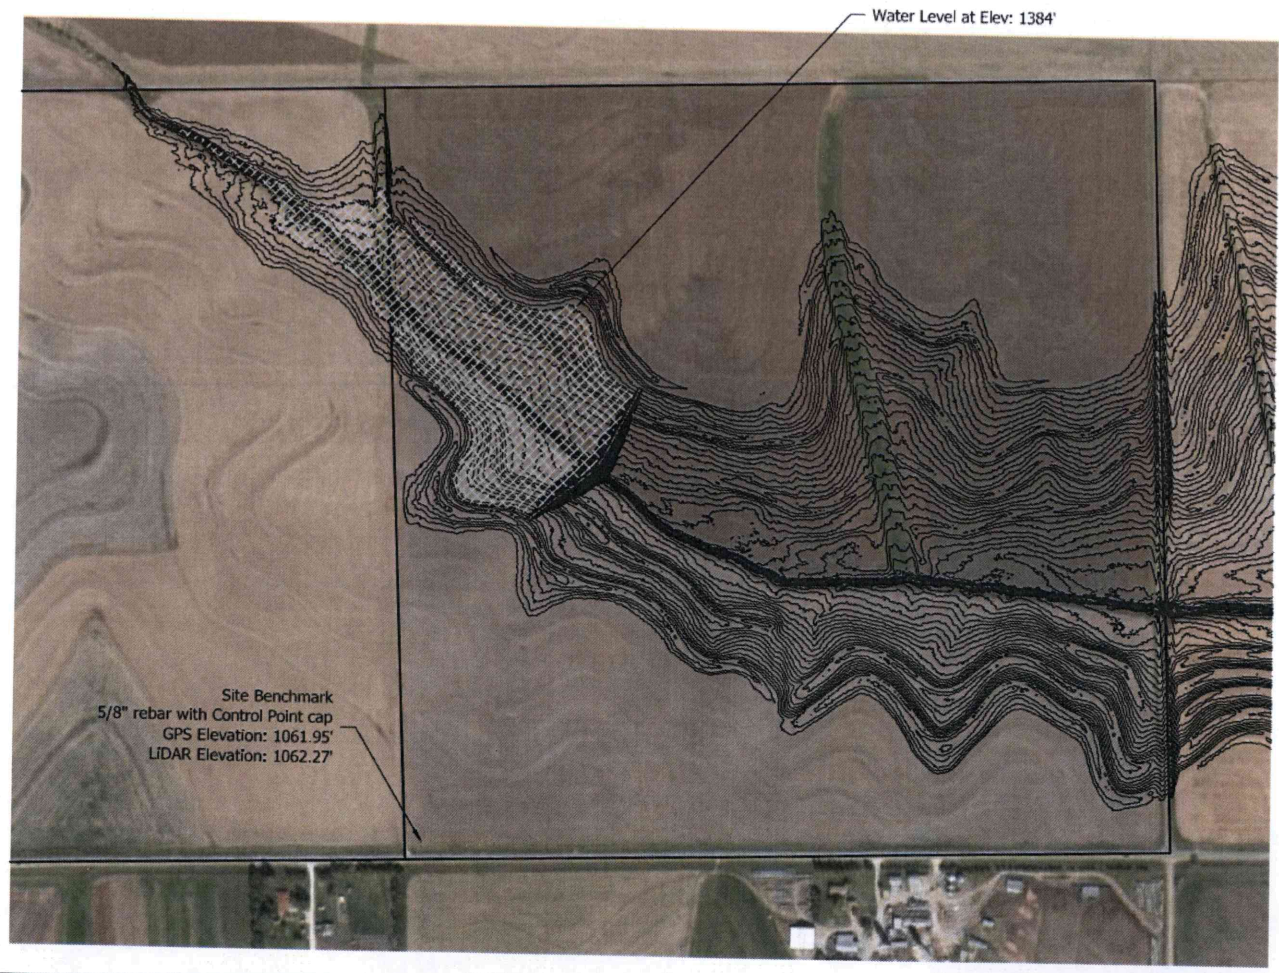 Water Level at Elev: 1384'
Site Benchmark
5/8" rebar with Control Point cap
GPS Elevation: 1061.95'
LiDAR Elevation: 1062.27'